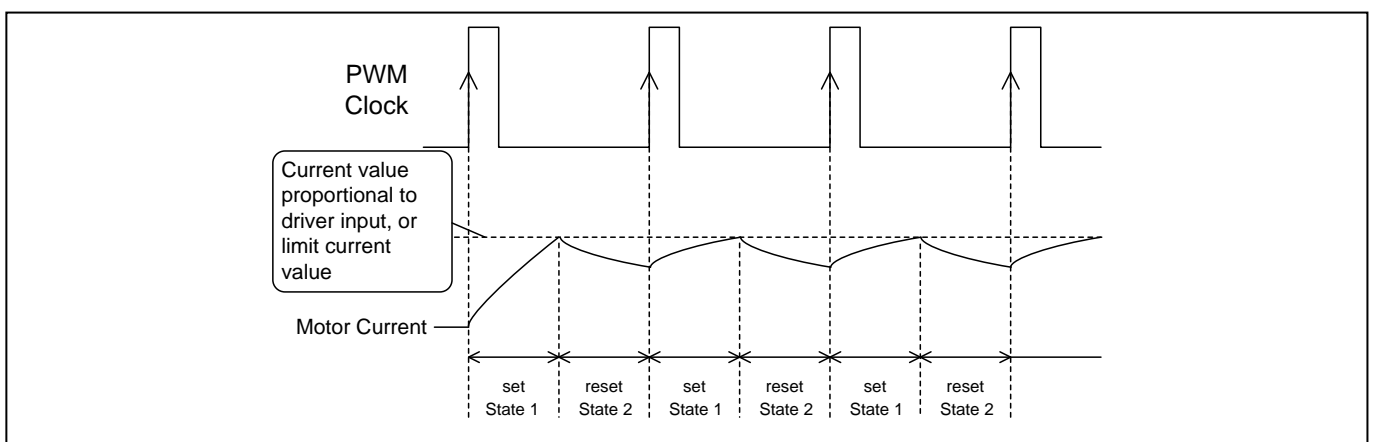 PWM
Clock
Current value
proportional to
driver input, or
limit current
value
Motor Current
set
State 1
reset
State 2
set
State 1
reset
State 2
set
State 1
reset
State 2